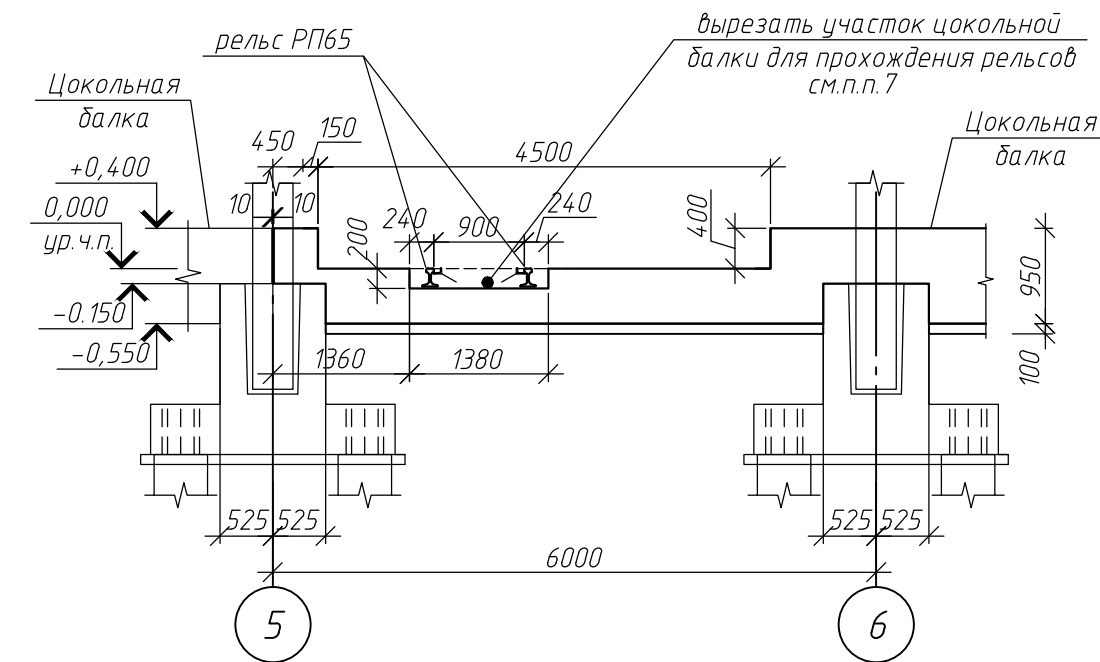 вырезать участок цокольной
балки для прохождения рельсов
см.п.п.7
рельс РП65
Цокольная
балка
Цокольная
балка
450
150
4500
+0,400
0,000
ур.ч.п.
-0.150
-0,550
10
10
240
900
240
200
400
950
100
1360
1380
525
525
525
525
6000
5
6